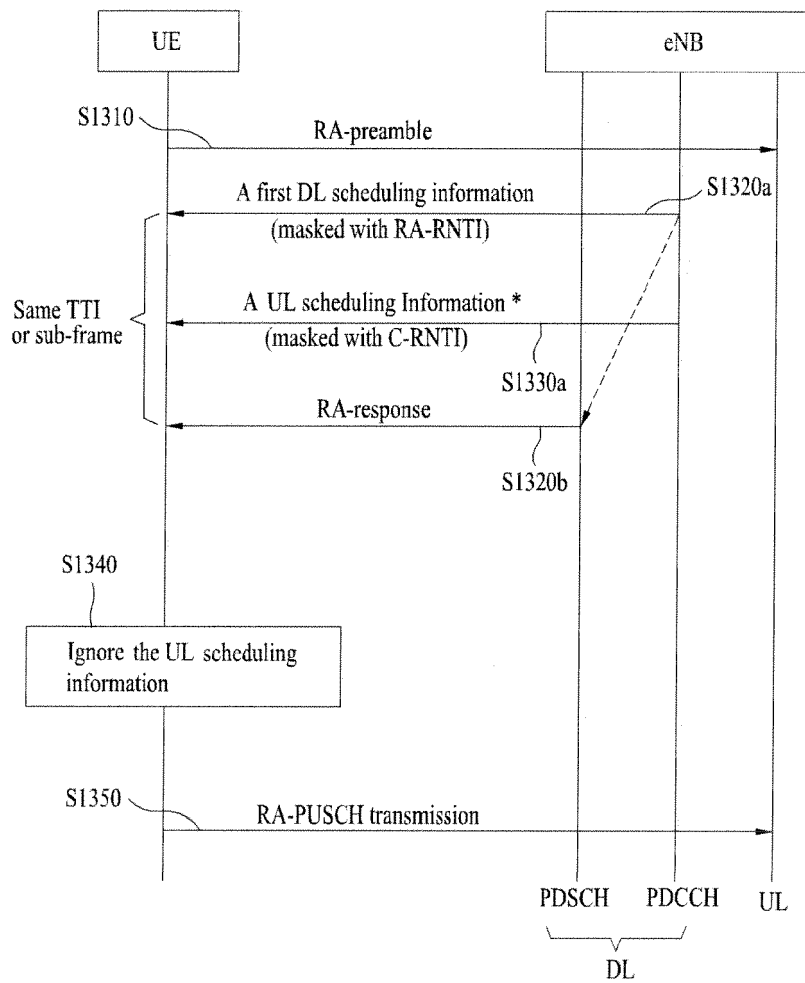 UE
eNB
S1310
RA-preamble
A first DL scheduling information
S1320a
(masked with RA-RNTI)
Same TTI
or sub-frame
A UL scheduling Information *
(masked with C-RNTI)
S1330a
RA-response
S1320b
S1340
Ignore the UL scheduling
information
S1350
RA-PUSCH transmission
PDSCH
PDCCH
UL
DL